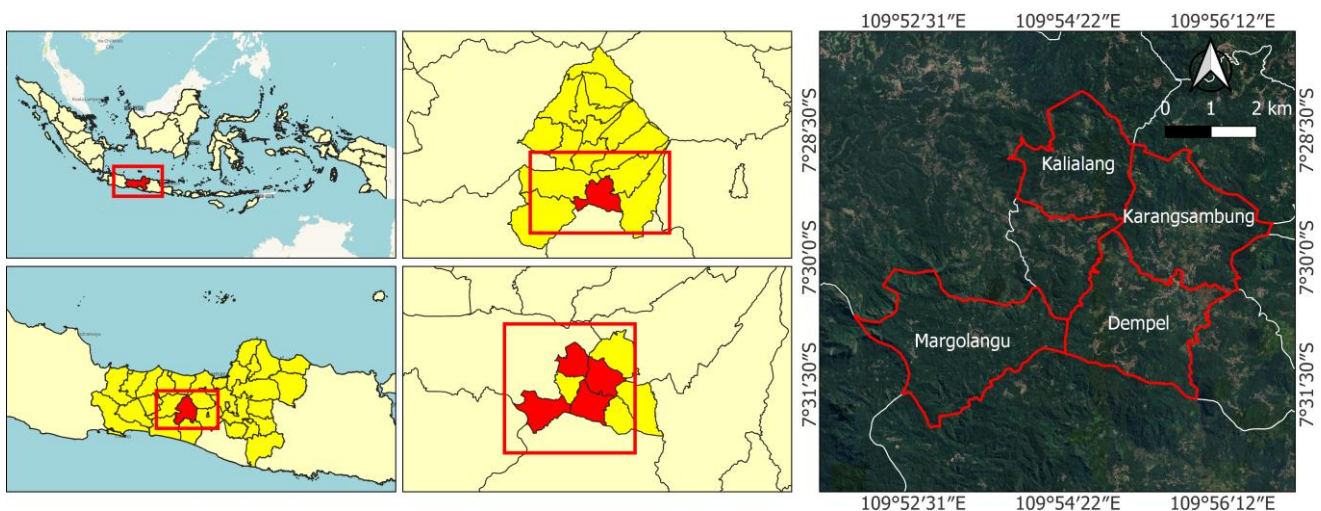 109°52′31″E 109°54′22″E 109°56′12″E
7°28′30″S
7°30′0″S
7°31′30″S
0 1 2 km
Kalialang
Karangsambung
Dempel
Margolangu
7°28′30″S
7°30′0″S
7°31′30″S
109°52′31″E 109°54′22″E 109°56′12″E